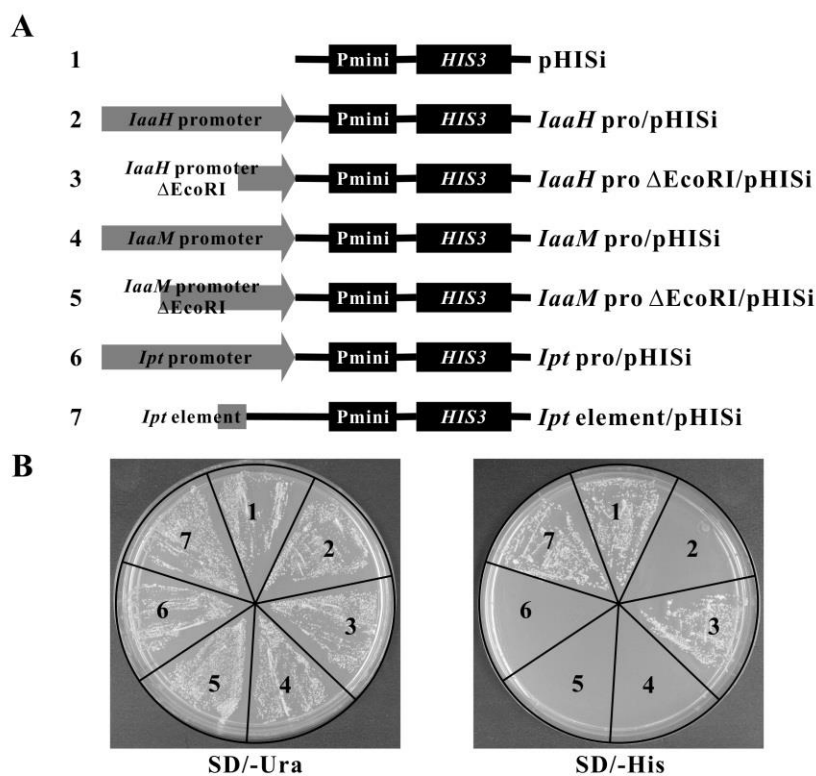 A
1 Pmini HIS3 pHISi
2 IaaH promoter Pmini HIS3 IaaH pro/pHISi
3 IaaH promoter ΔEcoRI Pmini HIS3 IaaH pro ΔEcoRI/pHISi
4 IaaM promoter Pmini HIS3 IaaM pro/pHISi
5 IaaM promoter ΔEcoRI Pmini HIS3 IaaM pro ΔEcoRI/pHISi
6 Ipt promoter Pmini HIS3 Ipt pro/pHISi
7 Ipt element Pmini HIS3 Ipt element/pHISi
B
1
2
3
4
5
6
7
SD/-Ura
1
2
3
4
5
6
7
SD/-His